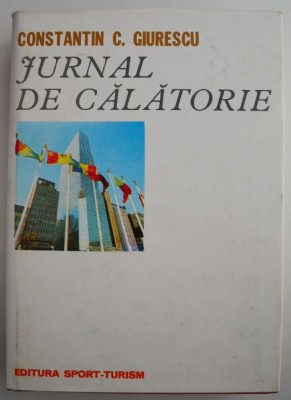 CONSTANTIN C. GIURESCU
JURNAL
DE CĂLĂTORIE
EDITURA SPORT-TURISM